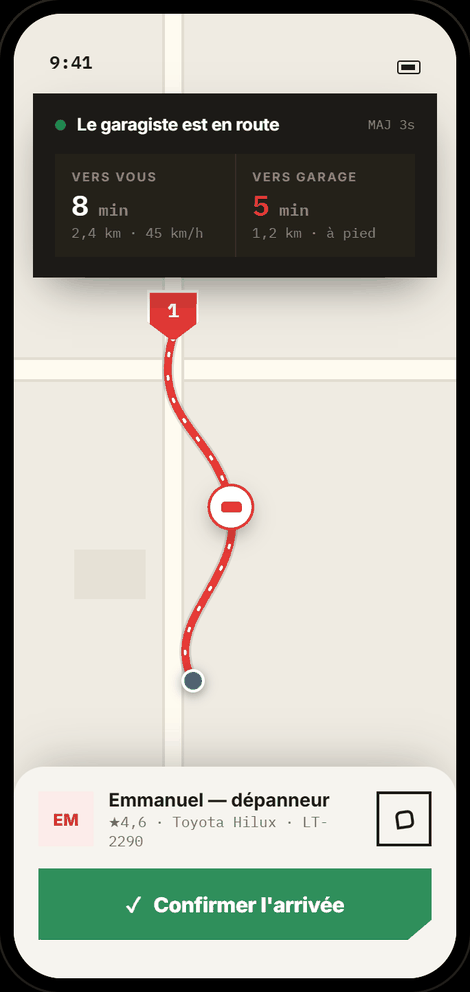 9:41
Le garagiste est en route
MAJ 3s
VERS VOUS
8 min
2,4 km · 45 km/h
VERS GARAGE
5 min
1,2 km · à pied
1
EM
Emmanuel — dépanneur
★4,6 · Toyota Hilux · LT-
2290
✓ Confirmer l'arrivée